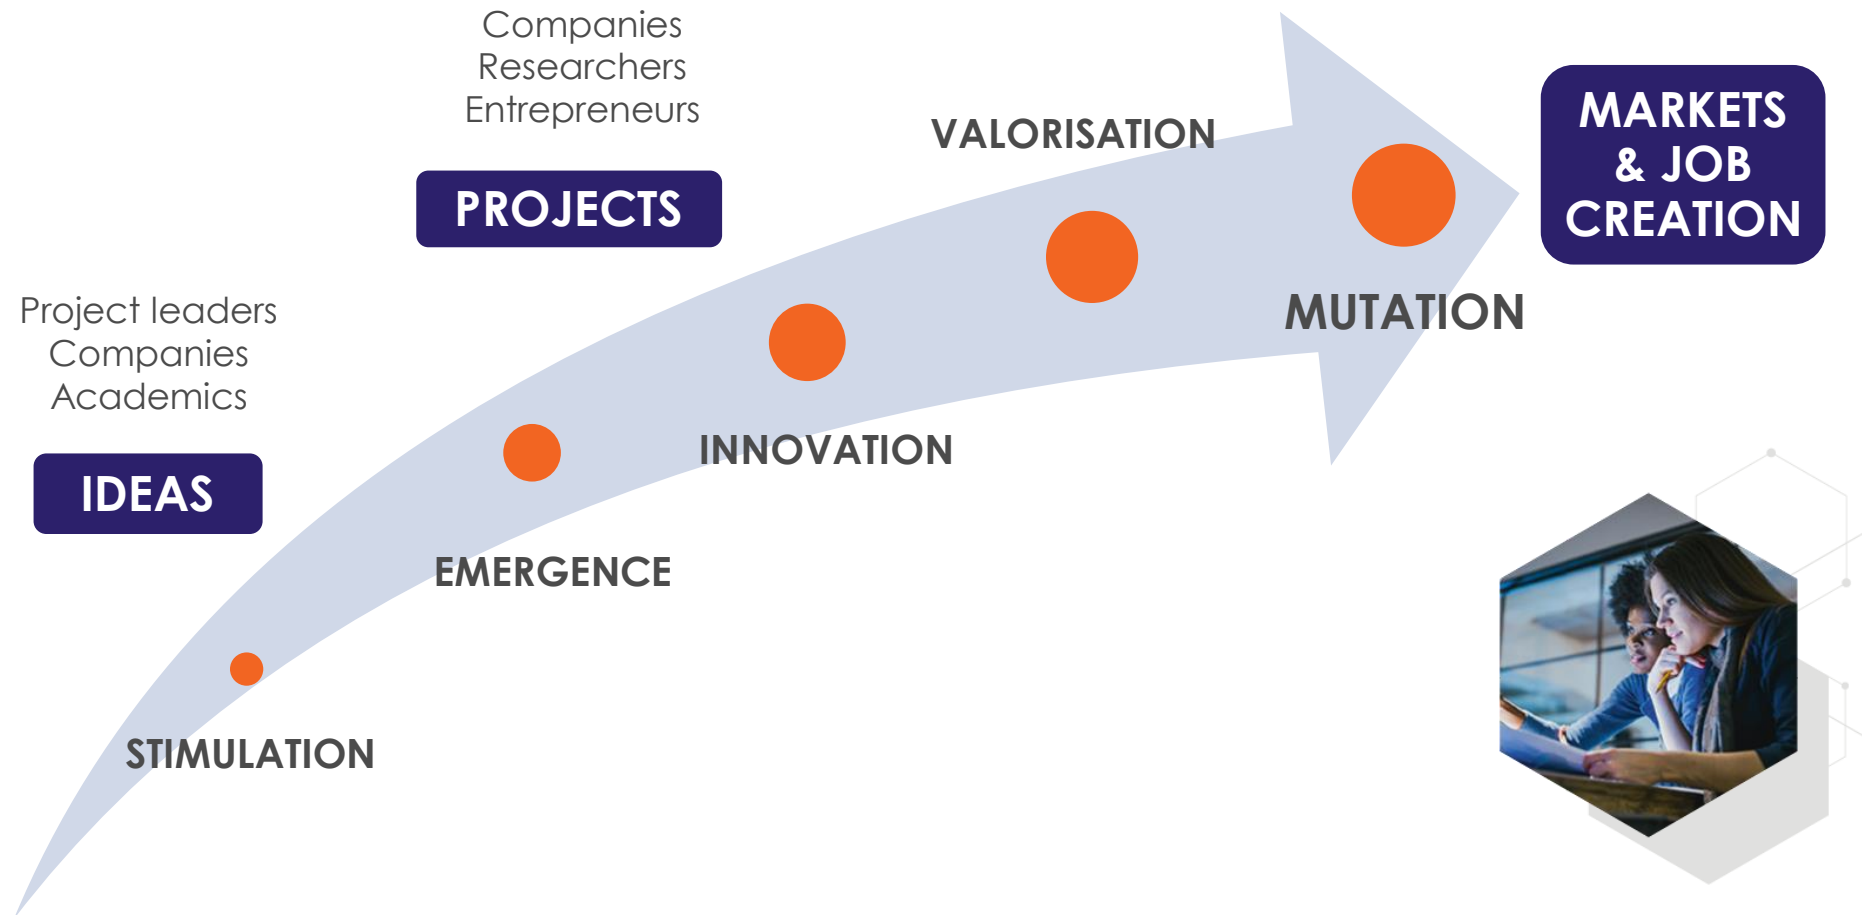 Companies
Researchers
Entrepreneurs
PROJECTS
Project leaders
Companies
Academics
IDEAS
STIMULATION
EMERGENCE
INNOVATION
VALORISATION
MUTATION
MARKETS
& JOB
CREATION